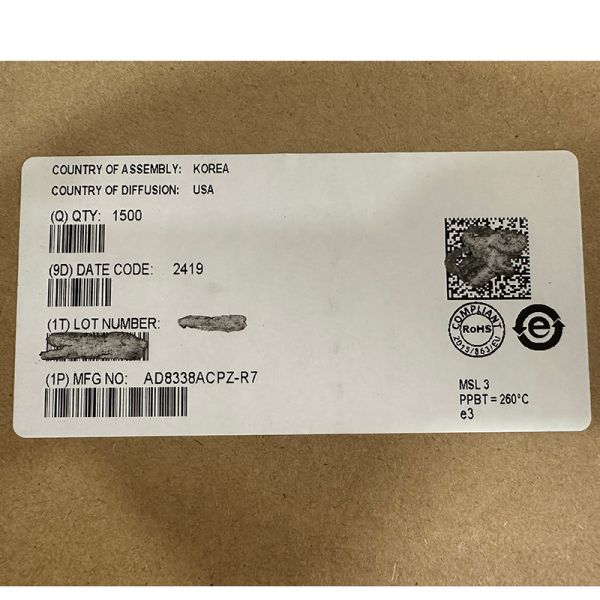 COUNTRY OF ASSEMBLY: KOREA
COUNTRY OF DIFFUSION: USA
(Q) QTY: 1500
(9D) DATE CODE: 2419
(1T) LOT NUMBER:
(1P) MFG NO: AD8338ACPZ-R7
COMPLIANT
RoHS
2015/863/EU
e
MSL 3
PPBT = 260°C
e3